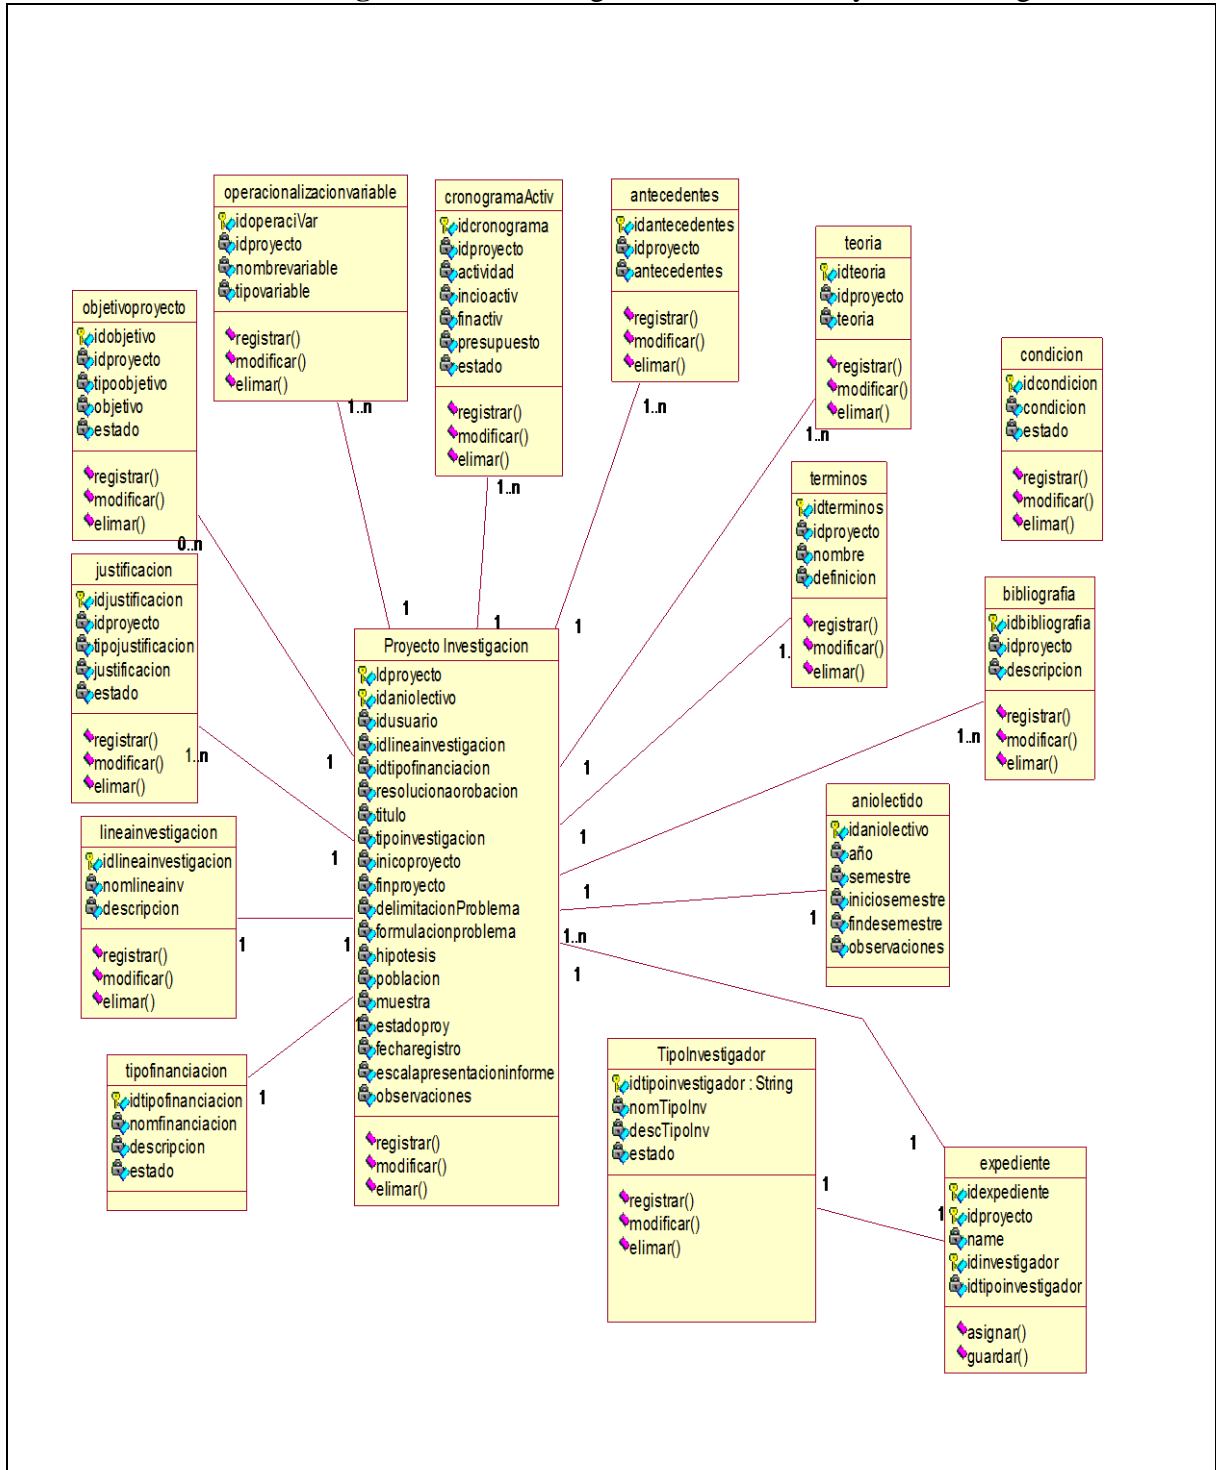 operacionalizacionvariable
idoperaciVar
idproyecto
nombrevariable
tipovariable
registrar()
modificar()
elimar()
1..n
cronogramaActiv
idcronograma
idproyecto
actividad
incioactiv
finactiv
presupuesto
estado
registrar()
modificar()
elimar()
1..n
antecedentes
idantecedentes
idproyecto
antecedentes
registrar()
modificar()
elimar()
1..n
teoria
idteoria
idproyecto
teoria
registrar()
modificar()
elimar()
1..n
objetivoproyecto
idobjetivo
idproyecto
tipoobjetivo
objetivo
estado
registrar()
modificar()
elimar()
0..n
condicion
idcondicion
condicion
estado
registrar()
modificar()
elimar()
terminos
idterminos
idproyecto
nombre
definicion
registrar()
modificar()
elimar()
1..
justificacion
idjustificacion
idproyecto
tipojustificacion
justificacion
estado
registrar()
modificar()
elimar()
1..n
bibliografia
idbibliografia
idproyecto
descripcion
registrar()
modificar()
elimar()
1..n
1
1
1
Proyecto Investigacion
Idproyecto
idaniolectivo
idusuario
idlineainvestigacion
idtipofinanciacion
resolucionaorobacion
titulo
tipoinvestigacion
inicoproyecto
finproyecto
delimitacionProblema
formulacionproblema
hipotesis
poblacion
muestra
estadoproy
fecharegistro
escalapresentacioninforme
observaciones
registrar()
modificar()
elimar()
1
1
1
1
1
1..n
1
1
1
aniolectido
idaniolectivo
año
semestre
iniciosemestre
findesemestre
observaciones
1
lineainvestigacion
idlineainvestigacion
nomlineainv
descripcion
registrar()
modificar()
elimar()
1
tipofinanciacion
idtipofinanciacion
nomfinanciacion
descripcion
estado
1
1
TipoInvestigador
idtipoinvestigador : String
nomTipoInv
descTipoInv
estado
registrar()
modificar()
elimar()
1
1
1
expediente
idexpediente
idproyecto
name
idinvestigador
idtipoinvestigador
asignar()
guardar()